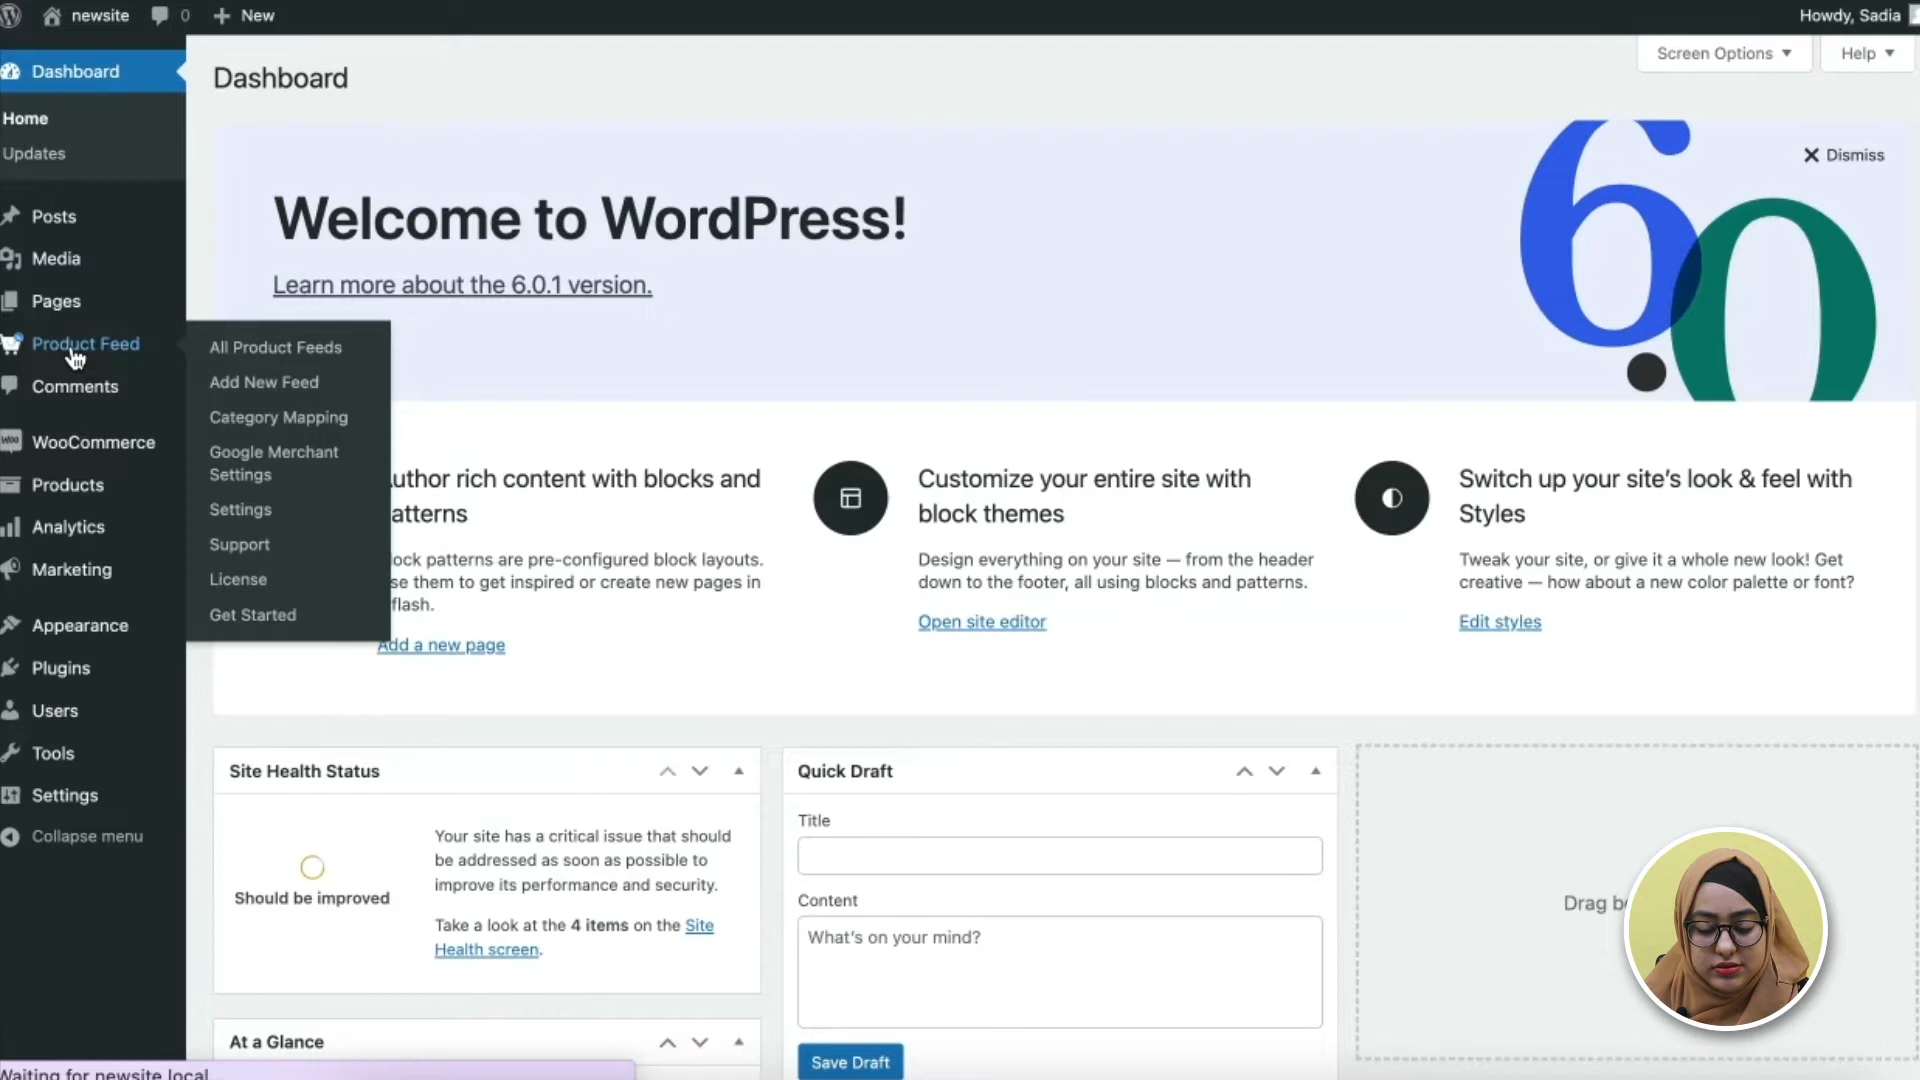 newsite
0
New
Howdy, Sadia
Dashboard
Home
Updates
Posts
Media
Pages
Product Feed
Comments
WooCommerce
Products
Analytics
Marketing
Appearance
Plugins
Users
Tools
Settings
Collapse menu
All Product Feeds
Add New Feed
Category Mapping
Google Merchant
Settings
Settings
Support
License
Get Started
Dashboard
Screen Options
Help
Dismiss
Welcome to WordPress!
Learn more about the 6.0.1 version.
60
uthor rich content with blocks and
atterns
ock patterns are pre-configured block layouts.
se them to get inspired or create new pages in
flash.
Add a new page
Customize your entire site with
block themes
Design everything on your site — from the header
down to the footer, all using blocks and patterns.
Open site editor
Switch up your site's look & feel with
Styles
Tweak your site, or give it a whole new look! Get
creative — how about a new color palette or font?
Edit styles
Site Health Status
Should be improved
Your site has a critical issue that should
be addressed as soon as possible to
improve its performance and security.
Take a look at the 4 items on the Site
Health screen.
At a Glance
Quick Draft
Title
Content
What's on your mind?
Save Draft
Drag b
Waiting for newsite.local